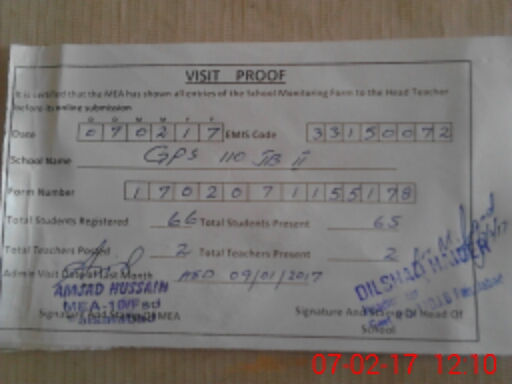 VISIT PROOF
It is certified that the MEA has shown all entries of the School Monitoring Form to the Head Teacher
before its online submission
D D M M Y Y
Date 0 7 0 2 1 7 EMIS Code 3 3 1 5 0 0 7 2
School Name GPS 110 JB II
Form Number 1 7 0 2 0 7 1 1 5 5 1 7 8
Total Students Registered 66 Total Students Present 65
Total Teachers Posted 2 Total Teachers Present 2
Admin Visit Date of Last Month AEO 09/01/2017
AMJAD HUSSAIN
MEA-10/Fsd
DILSHAD HAIDER
Signature And Stamp Of MEA Signature And Stamp Of Head Of
School
07-02-17 12:10